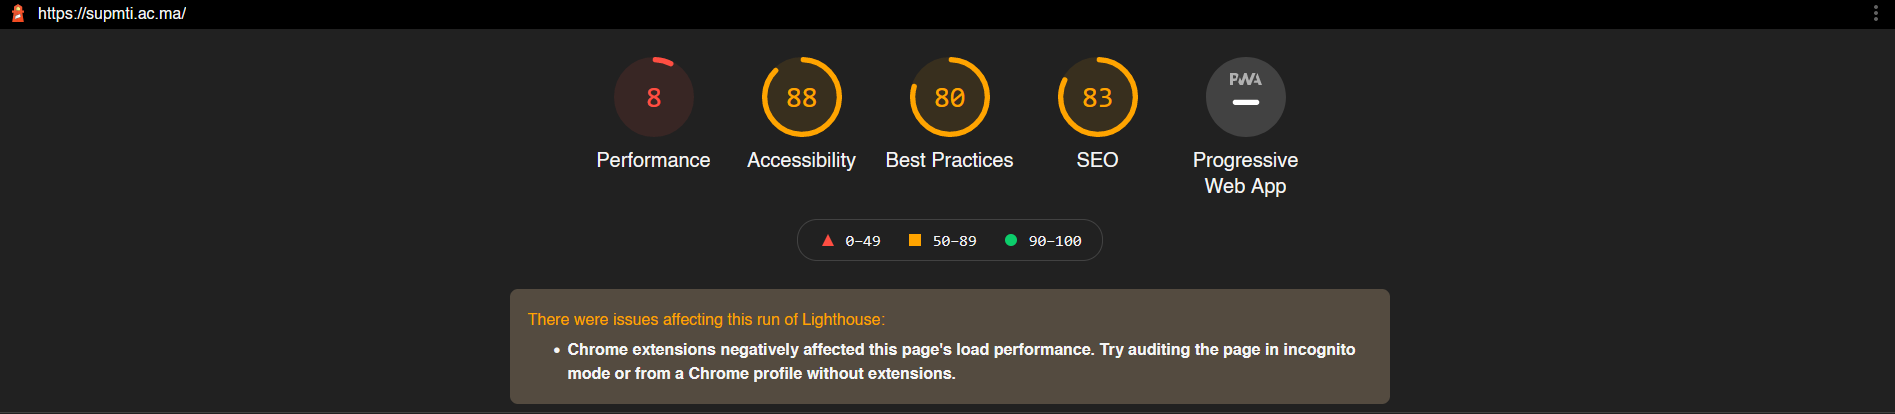 https://supmti.ac.ma/
8
88
80
83
PWA
Performance
Accessibility
Best Practices
SEO
Progressive
Web App
0–49
50–89
90–100
There were issues affecting this run of Lighthouse:
• Chrome extensions negatively affected this page's load performance. Try auditing the page in incognito
mode or from a Chrome profile without extensions.